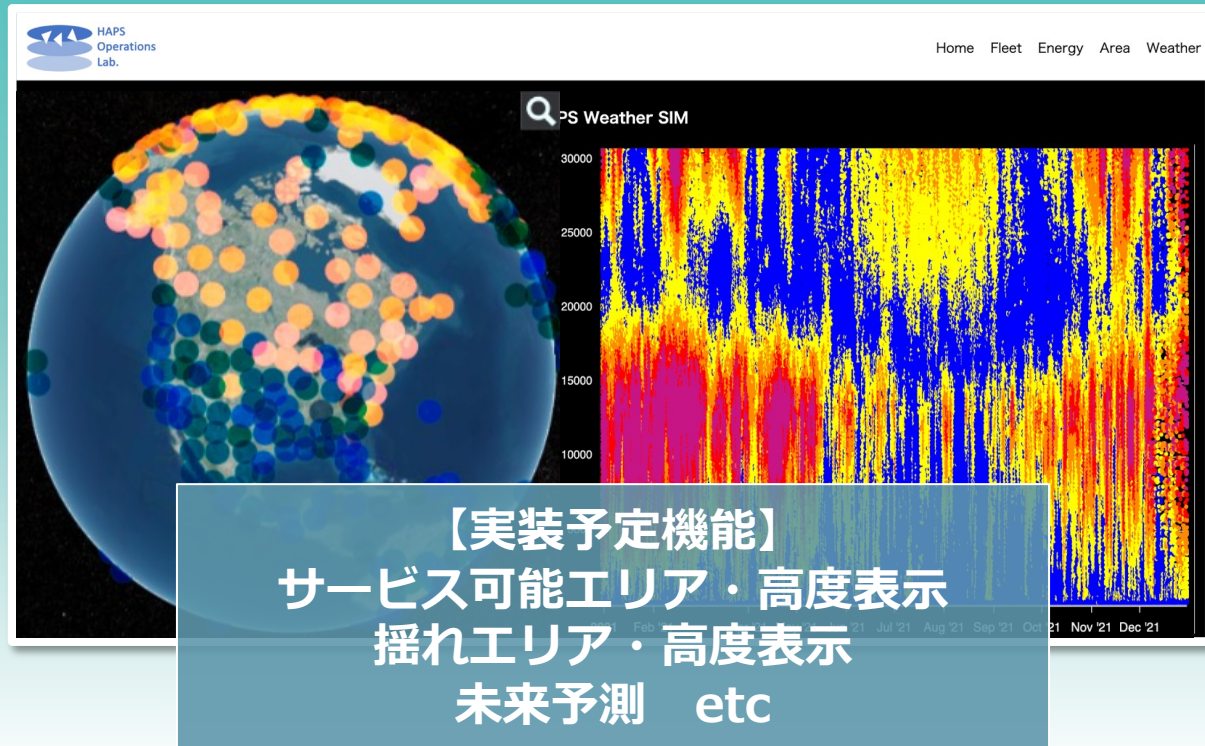 HAPS
Operations
Lab.
Home Fleet Energy Area Weather
PS Weather SIM
30000
25000
20000
15000
10000
【実装予定機能】
サービス可能エリア・高度表示
揺れエリア・高度表示
未来予測 etc
2021 Feb '21 Jul '21 Aug '21 Sep '21 Oct '21 Nov '21 Dec '21